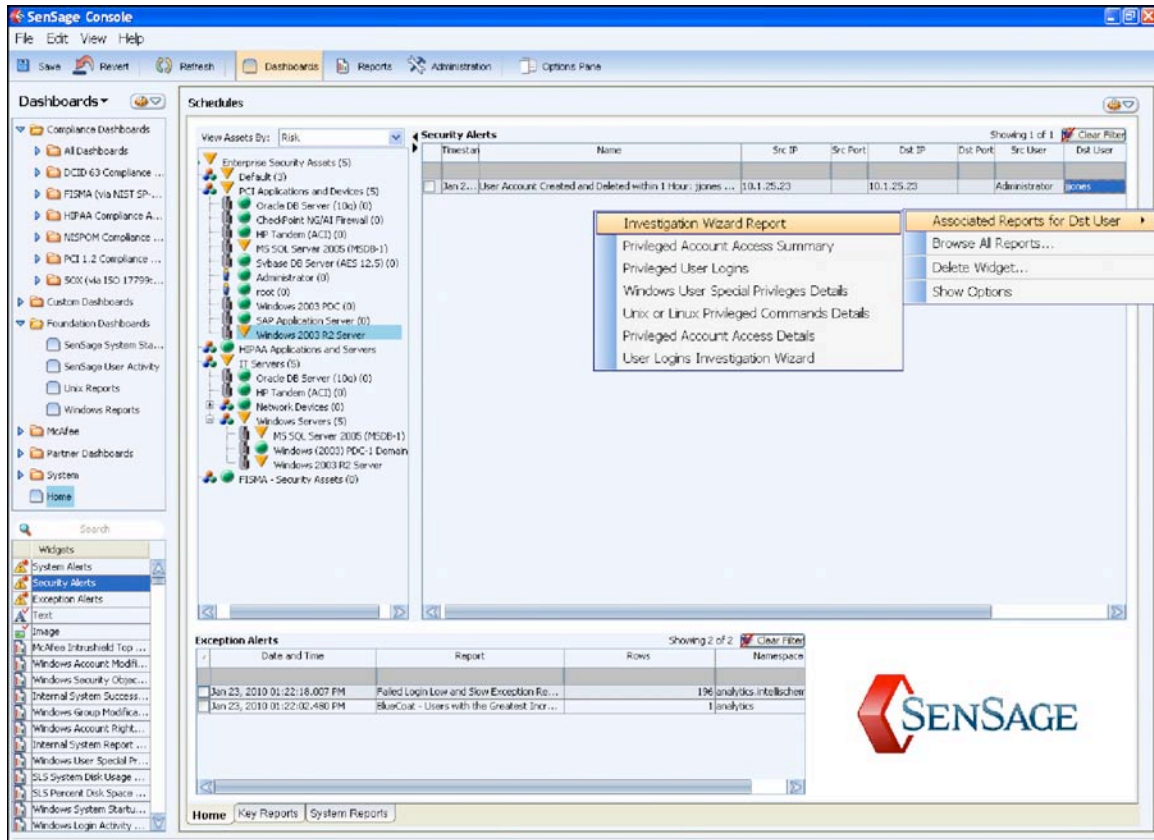 SenSage Console
File Edit View Help
Save Revert Refresh Dashboards Reports Administration Options Pane
Dashboards
Compliance Dashboards
All Dashboards
DCID 63 Compliance ...
FISMA (via NIST SP-...
HIPAA Compliance A...
NISPOM Compliance ...
PCI 1.2 Compliance ...
SOX (via ISO 17799:...
Custom Dashboards
Foundation Dashboards
SenSage System Sta...
SenSage User Activity
Unix Reports
Windows Reports
McAfee
Partner Dashboards
System
Home
Search
Widgets
System Alerts
Security Alerts
Exception Alerts
Text
Image
McAfee Intrushield Top ...
Windows Account Modifi...
Windows Security Objec...
Internal System Success...
Windows Group Modifica...
Windows Account Right...
Internal System Report ...
Windows User Special Pr...
SLS System Disk Usage ...
SLS Percent Disk Space ...
Windows System Startu...
Windows Login Activity ...
Schedules
View Assets By: Risk
Enterprise Security Assets (5)
Default (3)
PCI Applications and Devices (5)
Oracle DB Server (10g) (0)
CheckPoint NG/AI Firewall (0)
HP Tandem (ACI) (0)
MS SQL Server 2005 (MSDB-1)
Sybase DB Server (AES 12.5) (0)
Administrator (0)
root (0)
Windows 2003 PDC (0)
SAP Application Server (0)
Windows 2003 R2 Server
HIPAA Applications and Servers
IT Servers (5)
Oracle DB Server (10g) (0)
HP Tandem (ACI) (0)
Network Devices (0)
Windows Servers (5)
MS SQL Server 2005 (MSDB-1)
Windows (2003) PDC-1 Domain
Windows 2003 R2 Server
FISMA - Security Assets (0)
Security Alerts Showing 1 of 1 Clear Filter
Timestar Name Src IP Src Port Dst IP Dst Port Src User Dst User
Jan 2... User Account Created and Deleted within 1 Hour: jjones ... 10.1.25.23 10.1.25.23 Administrator jjones
Associated Reports for Dst User
Browse All Reports...
Delete Widget...
Show Options
Investigation Wizard Report
Privileged Account Access Summary
Privileged User Logins
Windows User Special Privileges Details
Unix or Linux Privileged Commands Details
Privileged Account Access Details
User Logins Investigation Wizard
Exception Alerts Showing 2 of 2 Clear Filter
Date and Time Report Rows Namespace
Jan 23, 2010 01:22:18.007 PM Failed Login Low and Slow Exception Re... 196 analytics.intellischem
Jan 23, 2010 01:22:02.480 PM BlueCoat - Users with the Greatest Incr... 1 analytics
SENSAGE
Home Key Reports System Reports